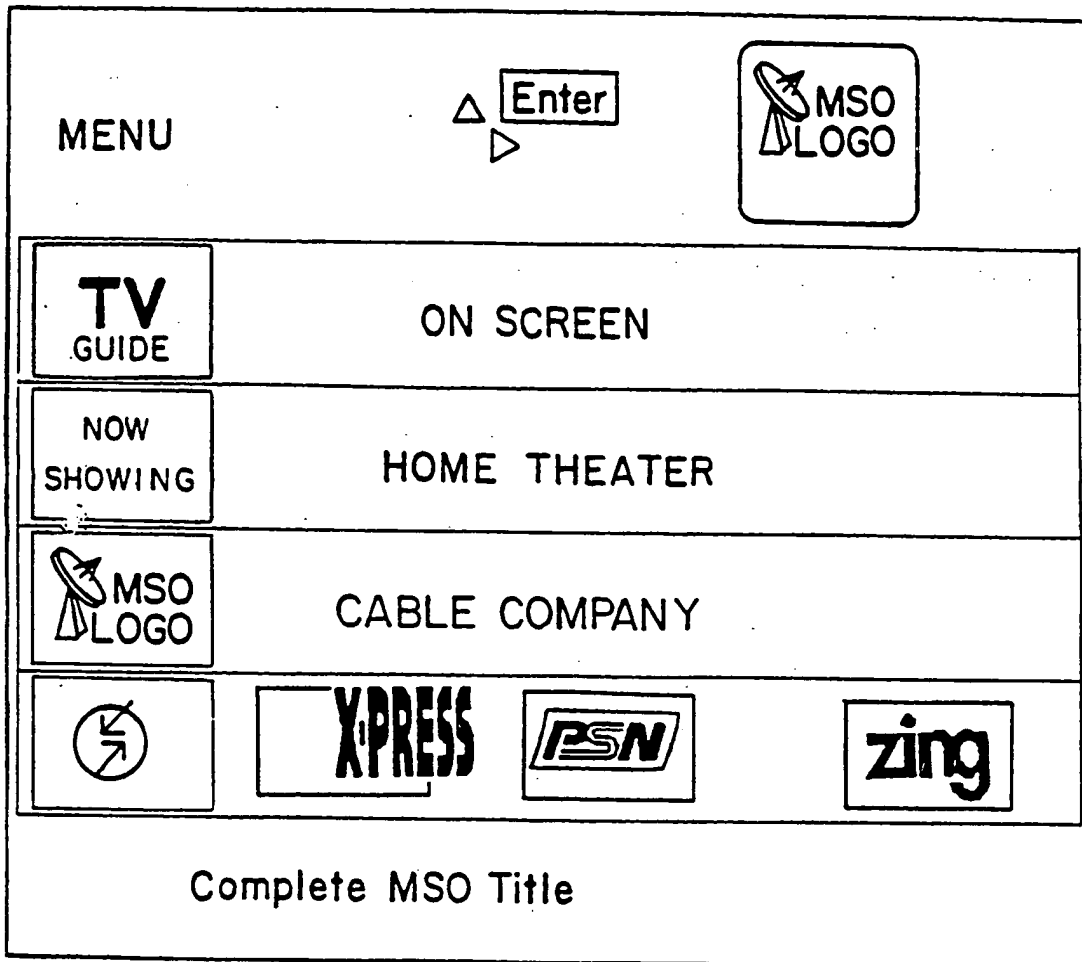 MENU
Enter
MSO
LOGO
TV
GUIDE
ON SCREEN
NOW
SHOWING
HOME THEATER
MSO
LOGO
CABLE COMPANY
X·PRESS
PSN
zing
Complete MSO Title